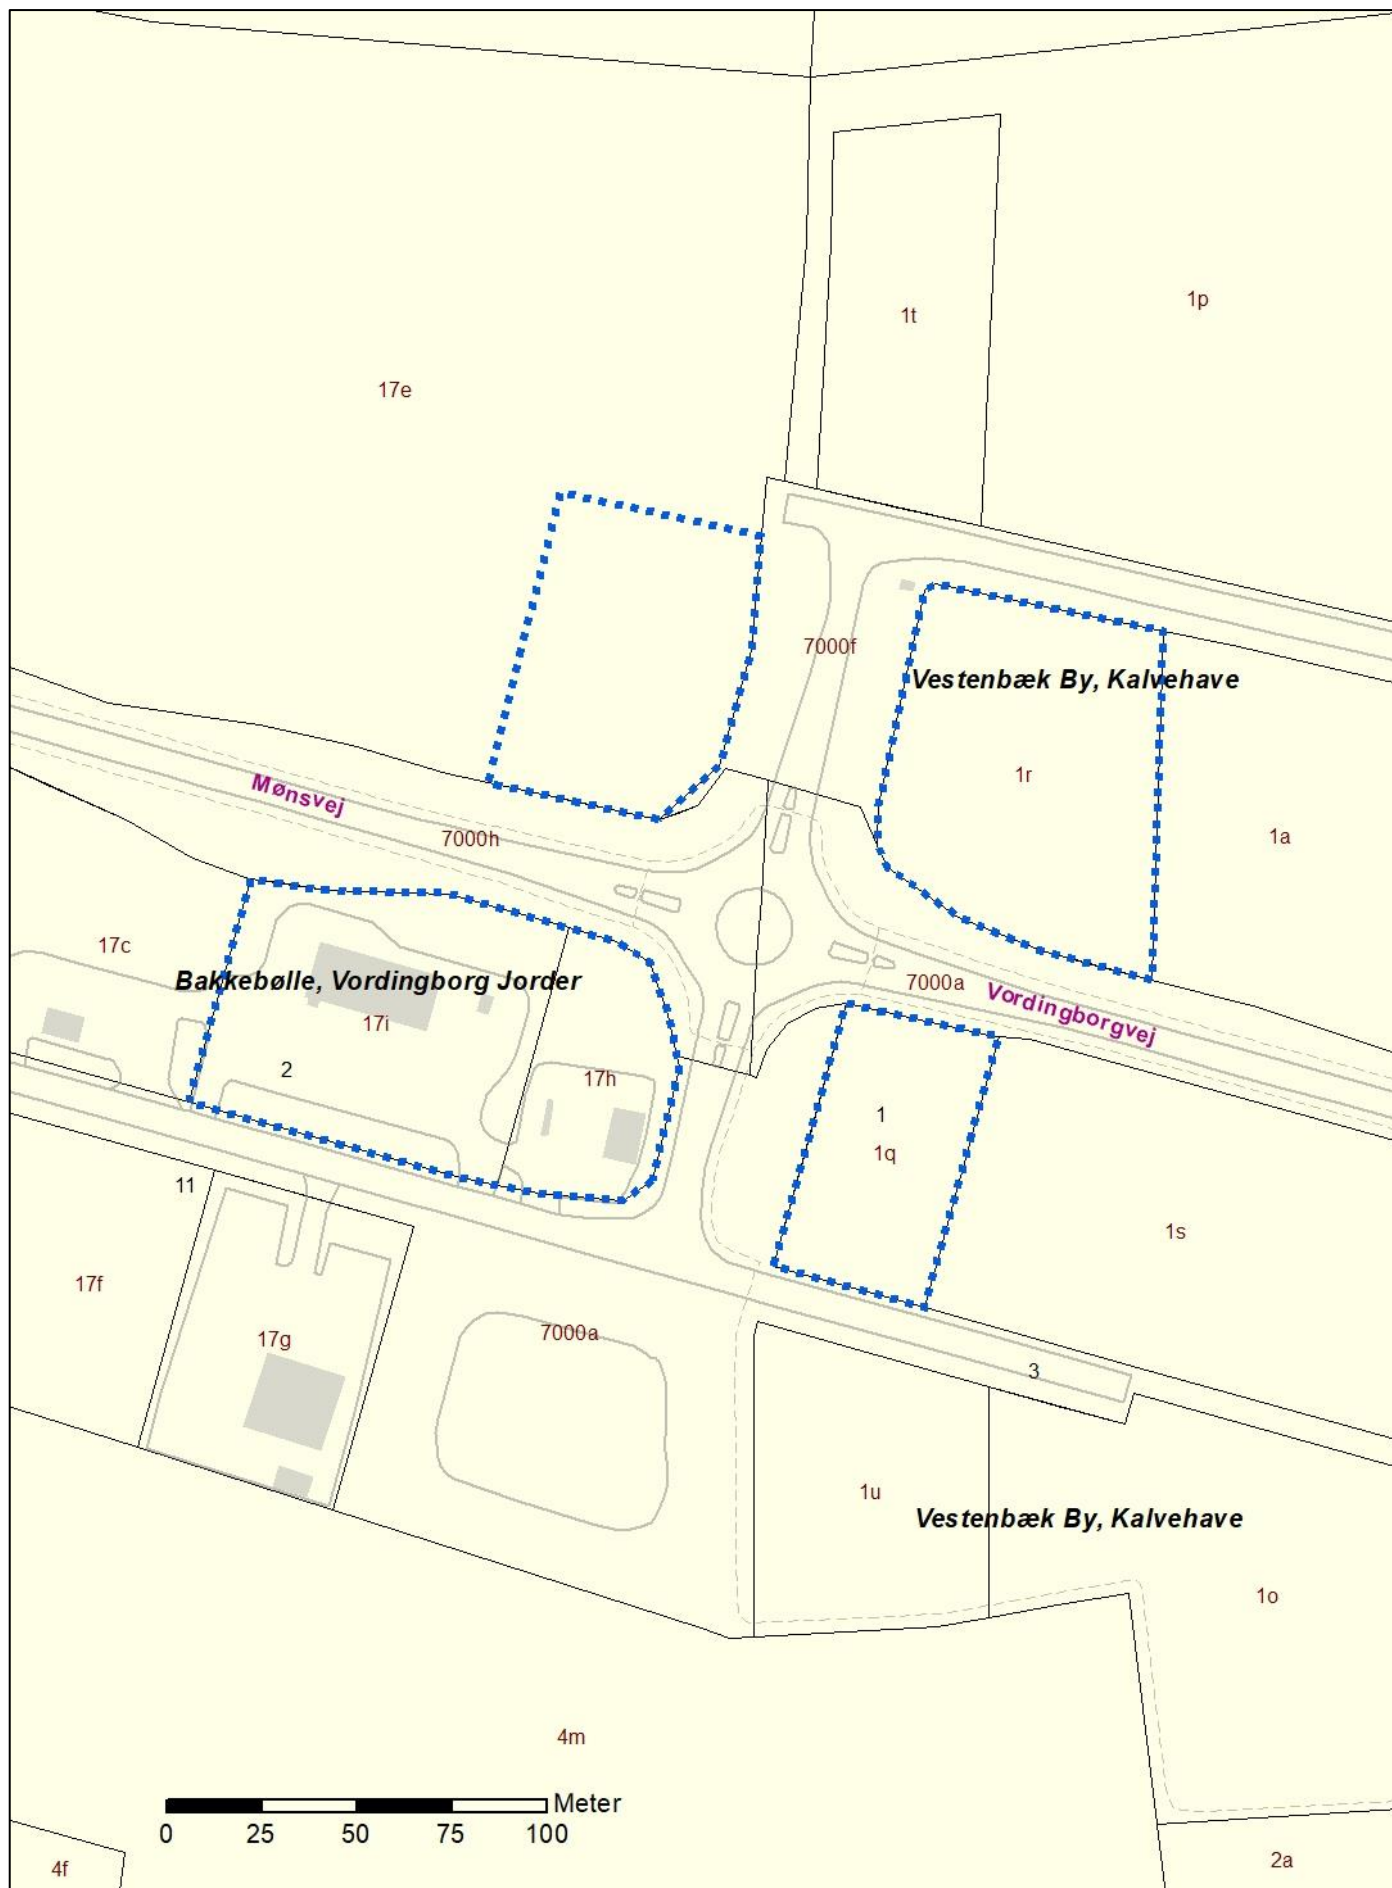 1p
1t
17e
7000f
Vestenbæk By, Kalvehave
1r
Mønsvej
7000h
1a
17c
Bakkebølle, Vordingborg Jorder
7000a
Vordingborgvej
17i
2
17h
1
1q
11
1s
17f
17g
7000a
3
1u
Vestenbæk By, Kalvehave
1o
4m
Meter
0 25 50 75 100
4f
2a